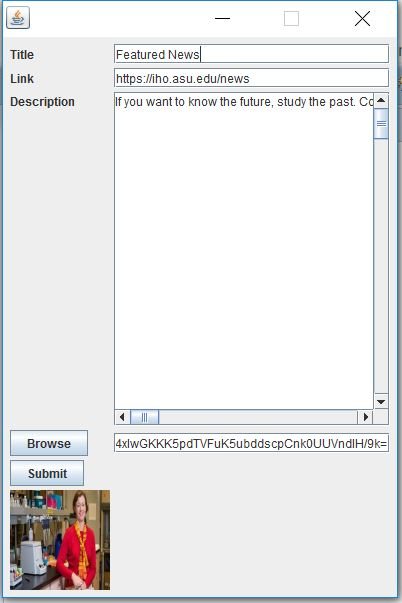 Title
Featured News
Link
https://iho.asu.edu/news
Description
If you want to know the future, study the past. Co
Browse
4xlwGKKK5pdTVFuK5ubddscpCnk0UUVndIH/9k=
Submit